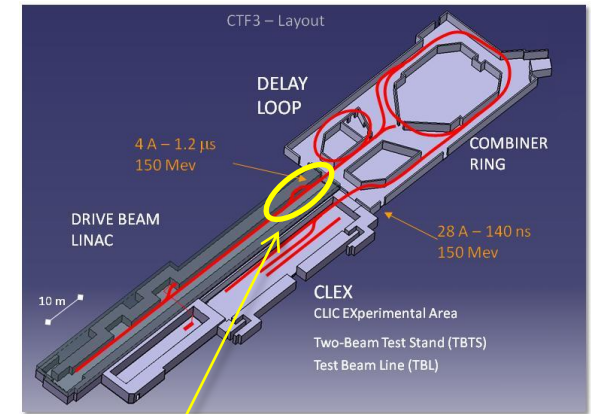 CTF3 – Layout
DELAY
LOOP
4 A – 1.2 µs
150 Mev
COMBINER
RING
DRIVE BEAM
LINAC
28 A – 140 ns
150 Mev
10 m
CLEX
CLIC EXperimental Area
Two-Beam Test Stand (TBTS)
Test Beam Line (TBL)